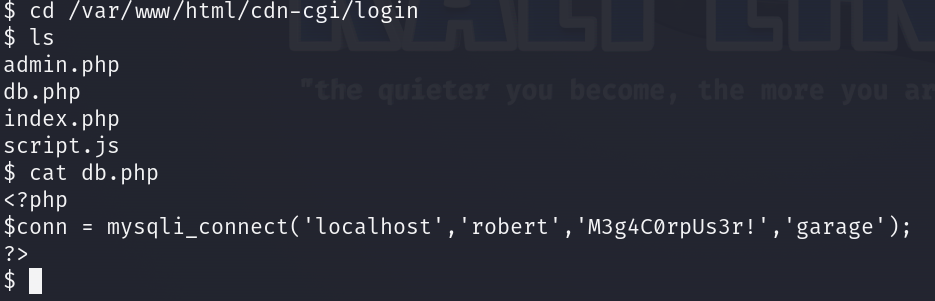 $ cd /var/www/html/cdn-cgi/login
$ ls
admin.php
db.php
"the quieter you become, the more you ar
index.php
script.js
$ cat db.php
<?php
$conn = mysqli_connect('localhost','robert','M3g4C0rpUs3r!','garage');
?>
$